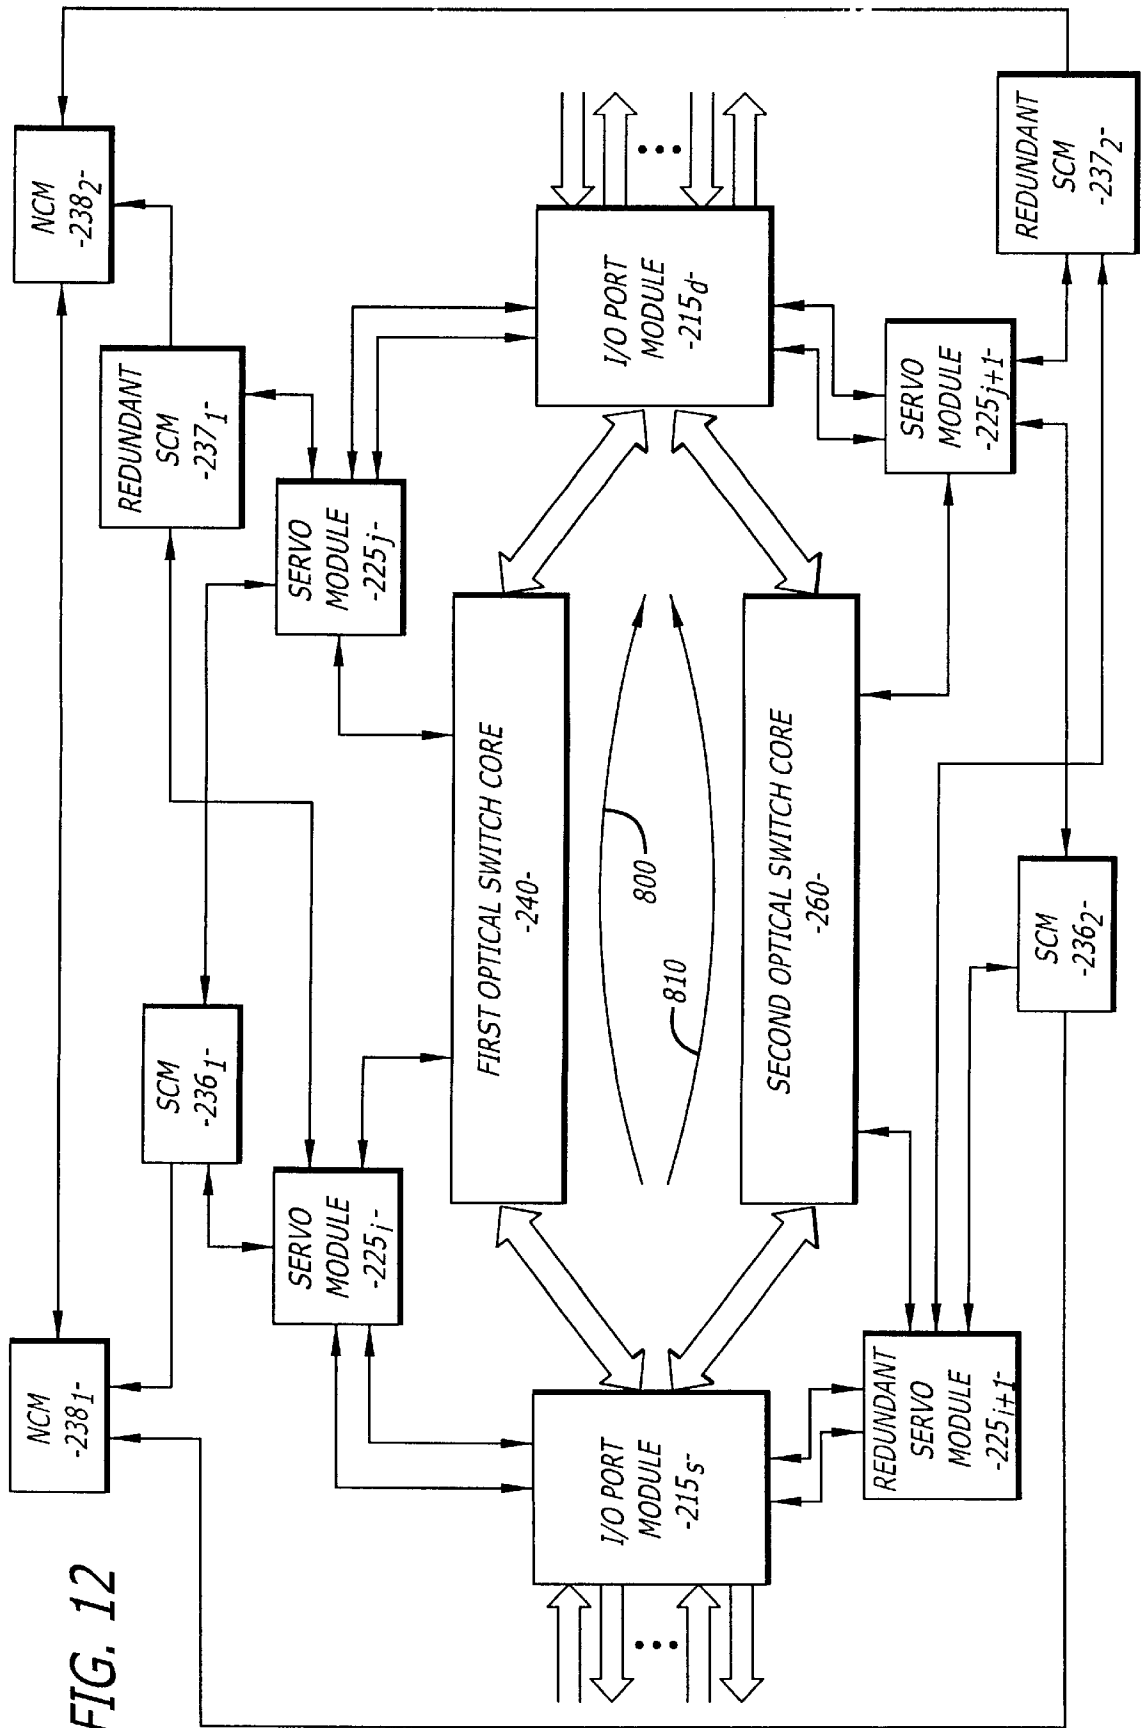 FIG. 12
NCM
-238₁-
NCM
-238₂-
SCM
-236₁-
REDUNDANT
SCM
-237₁-
SERVO
MODULE
-225ᵢ-
SERVO
MODULE
-225ⱼ-
FIRST OPTICAL SWITCH CORE
-240-
I/O PORT
MODULE
-215ₛ-
800
810
I/O PORT
MODULE
-215d-
SECOND OPTICAL SWITCH CORE
-260-
REDUNDANT
SERVO
MODULE
-225ᵢ₊₁-
SERVO
MODULE
-225ⱼ₊₁-
SCM
-236₂-
REDUNDANT
SCM
-237₂-